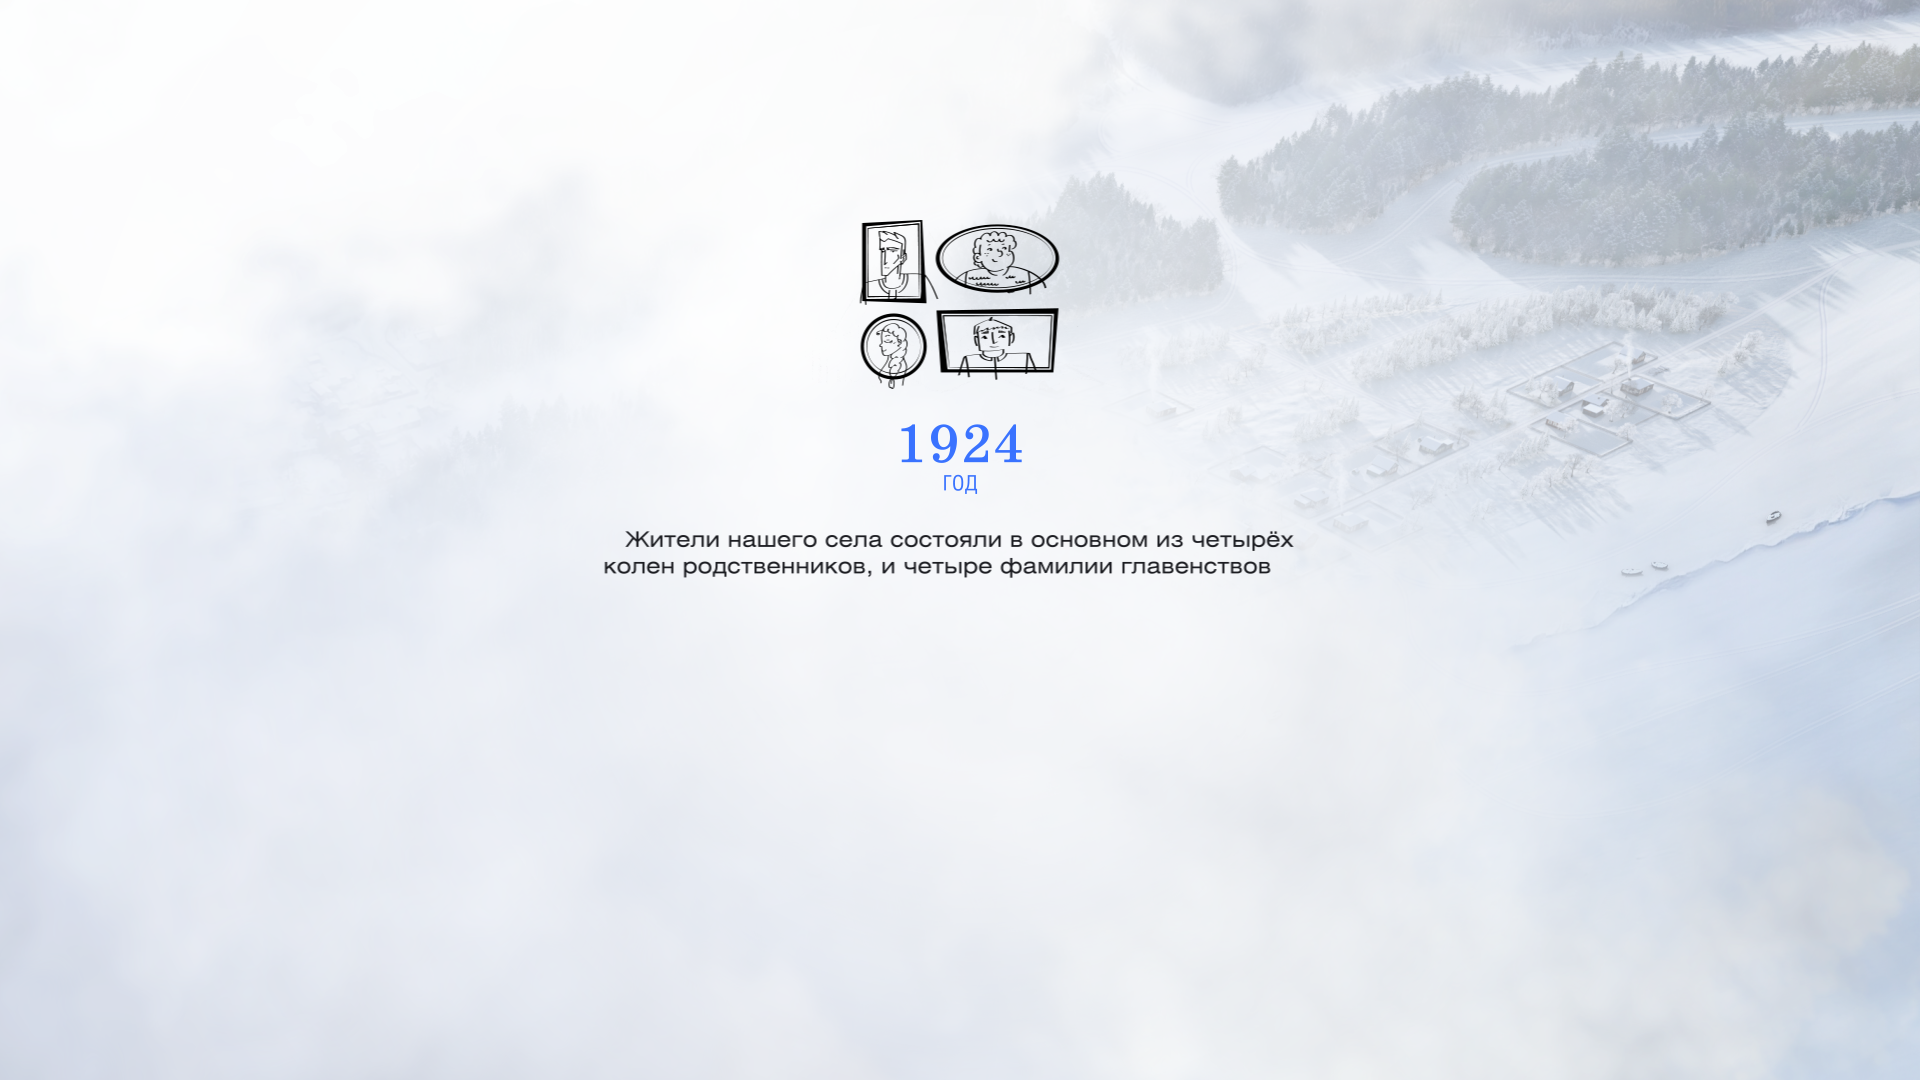 1924
ГОД
Жители нашего села состояли в основном из четырёх
колен родственников, и четыре фамилии главенствов